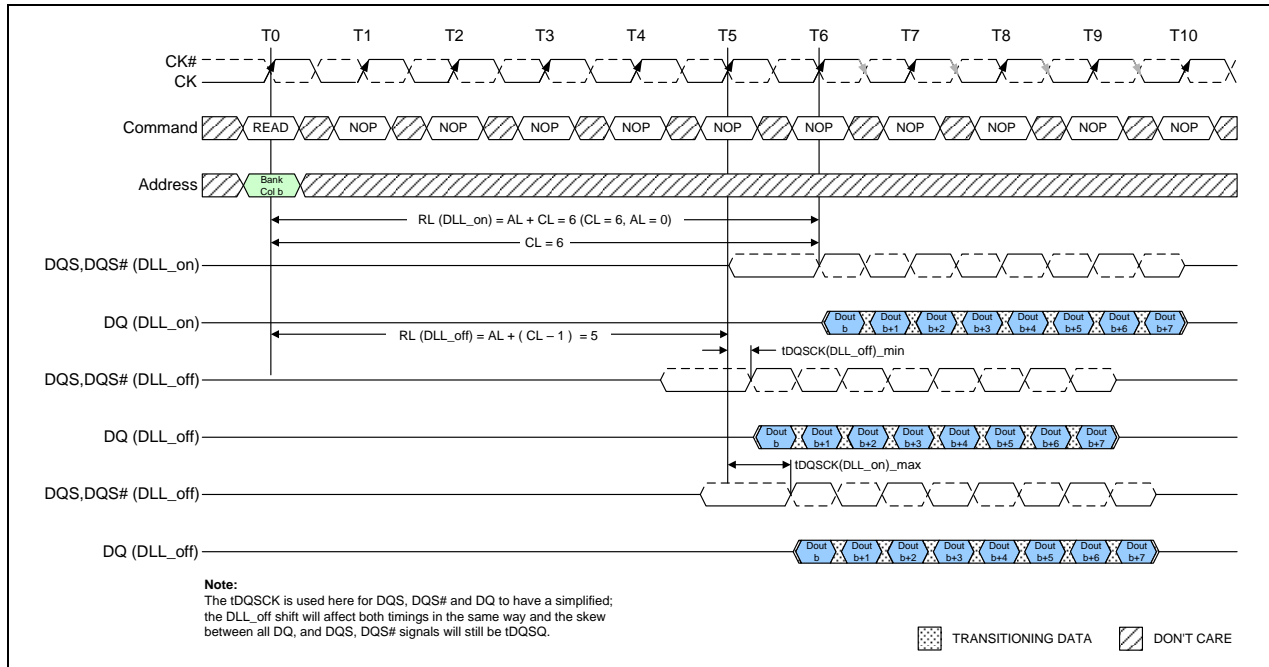 T0 T1 T2 T3 T4 T5 T6 T7 T8 T9 T10
CK#
CK
Command READ NOP NOP NOP NOP NOP NOP NOP NOP NOP NOP
Address Bank
Col b
RL (DLL_on) = AL + CL = 6 (CL = 6, AL = 0)
CL = 6
DQS,DQS# (DLL_on)
DQ (DLL_on) Dout Dout Dout Dout Dout Dout Dout Dout
b b+1 b+2 b+3 b+4 b+5 b+6 b+7
RL (DLL_off) = AL + ( CL – 1 ) = 5
tDQSCK(DLL_off)_min
DQS,DQS# (DLL_off)
DQ (DLL_off) Dout Dout Dout Dout Dout Dout Dout Dout
b b+1 b+2 b+3 b+4 b+5 b+6 b+7
tDQSCK(DLL_on)_max
DQS,DQS# (DLL_off)
DQ (DLL_off) Dout Dout Dout Dout Dout Dout Dout Dout
b b+1 b+2 b+3 b+4 b+5 b+6 b+7
Note:
The tDQSCK is used here for DQS, DQS# and DQ to have a simplified;
the DLL_off shift will affect both timings in the same way and the skew
between all DQ, and DQS, DQS# signals will still be tDQSQ.
TRANSITIONING DATA DON'T CARE